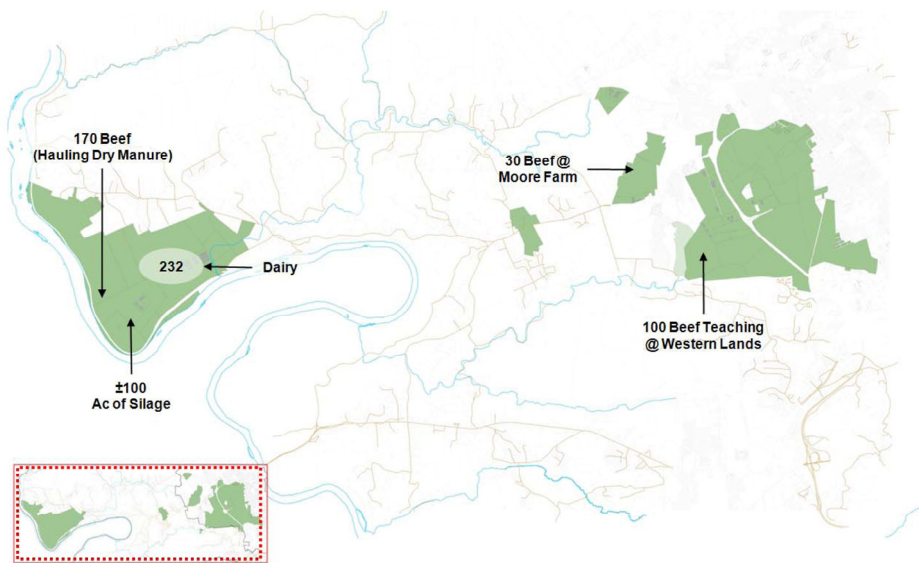 170 Beef
(Hauling Dry Manure)
30 Beef @
Moore Farm
232
Dairy
100 Beef Teaching
@ Western Lands
±100
Ac of Silage